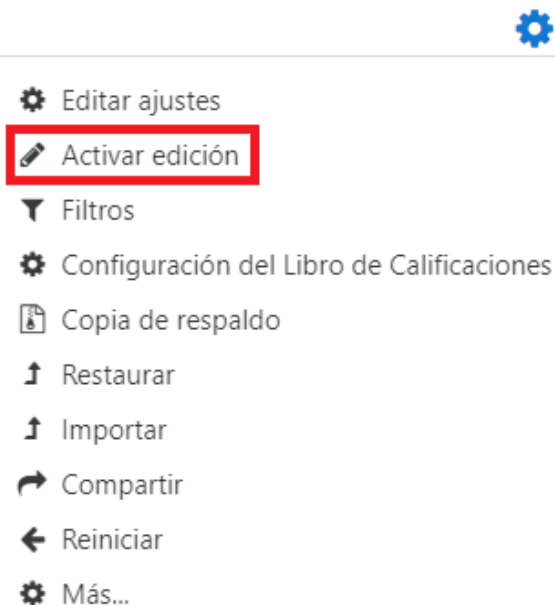 Editar ajustes
Activar edición
Filtros
Configuración del Libro de Calificaciones
Copia de respaldo
Restaurar
Importar
Compartir
Reiniciar
Más...